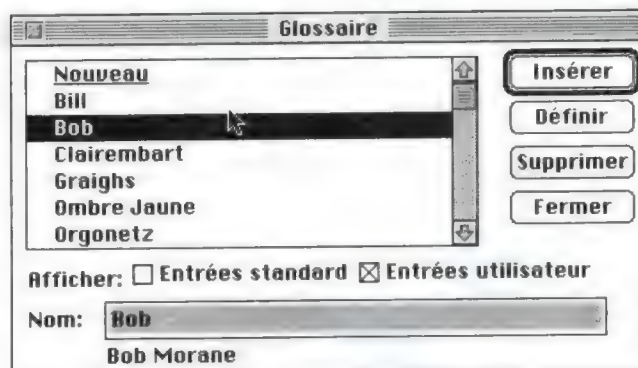 Glossaire
Nouveau
Bill
Bob
Clairembart
Graighs
Ombre Jaune
Orgonetz
Insérer
Définir
Supprimer
Fermer
Afficher: Entrées standard Entrées utilisateur
Nom: Bob
Bob Morane